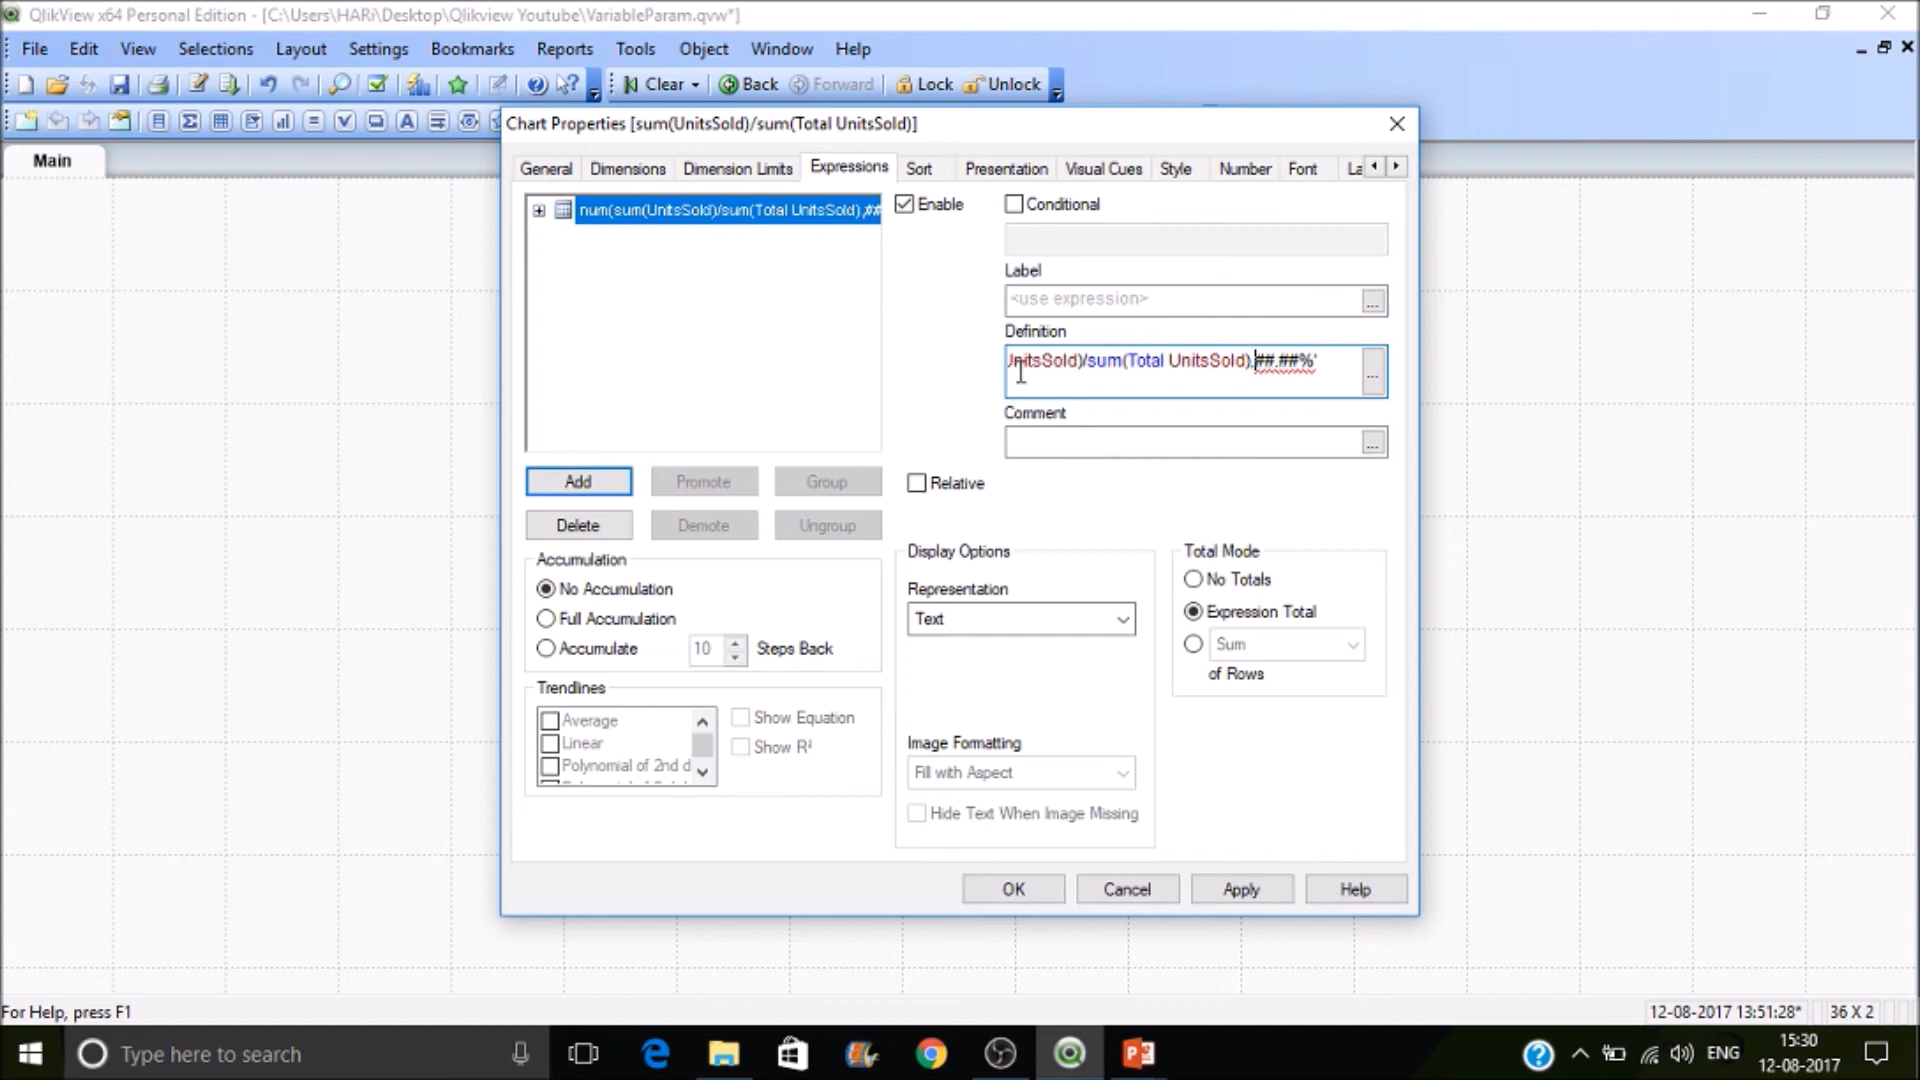 QlikView x64 Personal Edition - [C:\Users\HARi\Desktop\Qlikview Youtube\VariableParam.qvw*]
File Edit View Selections Layout Settings Bookmarks Reports Tools Object Window Help
Clear Back Forward Lock Unlock
Main
Chart Properties [sum(UnitsSold)/sum(Total UnitsSold)]
General Dimensions Dimension Limits Expressions Sort Presentation Visual Cues Style Number Font La
num(sum(UnitsSold)/sum(Total UnitsSold),##
Enable
Conditional
Label
<use expression>
Definition
UnitsSold)/sum(Total UnitsSold),##.##%'
Comment
Add Promote Group
Relative
Delete Demote Ungroup
Accumulation
No Accumulation
Full Accumulation
Accumulate 10 Steps Back
Display Options
Representation
Text
Total Mode
No Totals
Expression Total
Sum
of Rows
Trendlines
Average
Linear
Polynomial of 2nd d
Show Equation
Show R²
Image Formatting
Fill with Aspect
Hide Text When Image Missing
OK Cancel Apply Help
For Help, press F1
12-08-2017 13:51:28* 36 X 2
Type here to search
ENG
15:30
12-08-2017